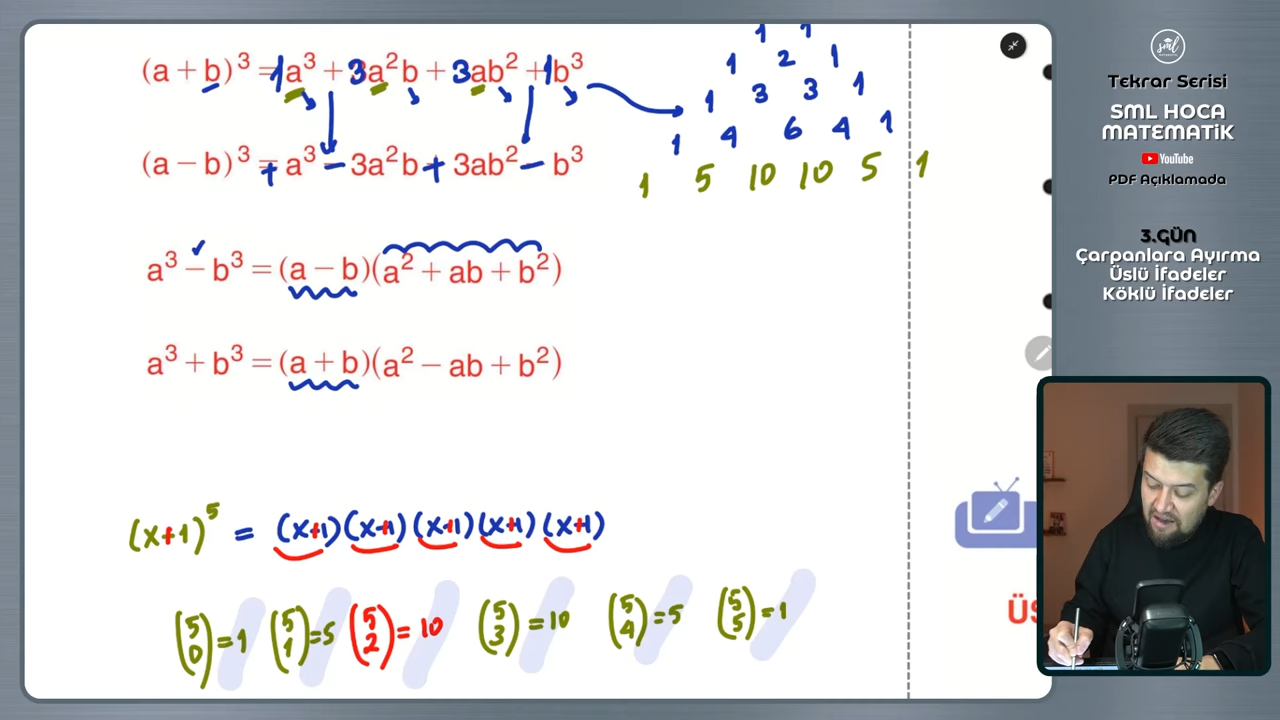 (a + b)³ = 1a³ + 3a²b + 3ab² + 1b³
(a − b)³ = + a³ − 3a²b + 3ab² − b³
a³ − b³ = (a − b)(a² + ab + b²)
a³ + b³ = (a + b)(a² − ab + b²)
1 2 1
1 3 3 1
1 4 6 4 1
1 5 10 10 5 1
(x+1)⁵ = (x+1)(x+1)(x+1)(x+1)(x+1)
(5 0)=1 (5 1)=5 (5 2)=10 (5 3)=10 (5 4)=5 (5 5)=1
sml
Tekrar Serisi
SML HOCA
MATEMATİK
YouTube
PDF Açıklamada
3.GÜN
Çarpanlara Ayırma
Üslü İfadeler
Köklü İfadeler